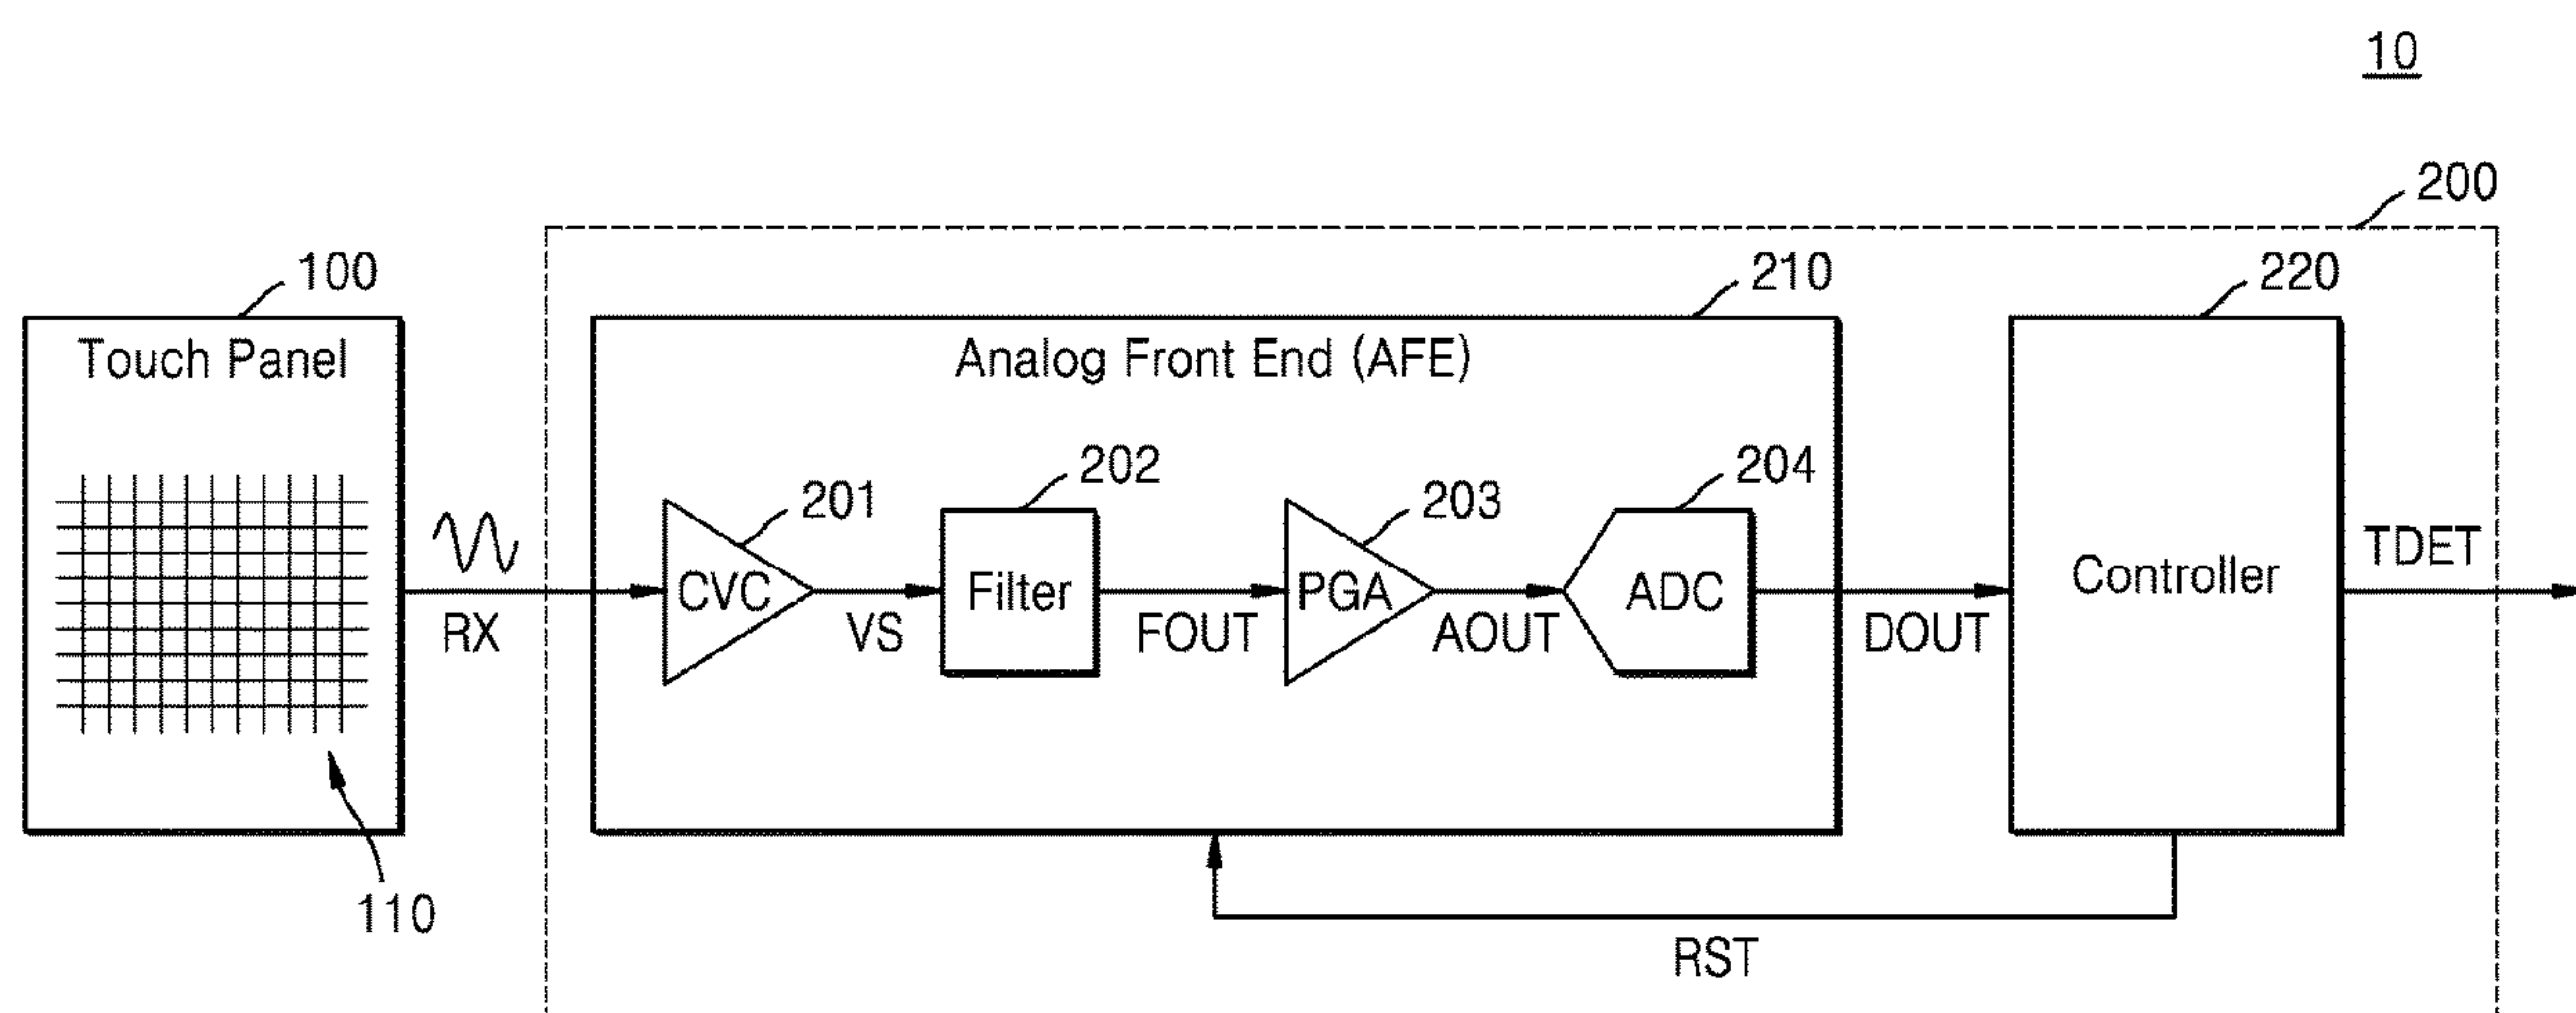 10
200
100
210
220
Touch Panel
Analog Front End (AFE)
201
202
203
204
CVC
Filter
PGA
ADC
Controller
TDET
RX
VS
FOUT
AOUT
DOUT
110
RST